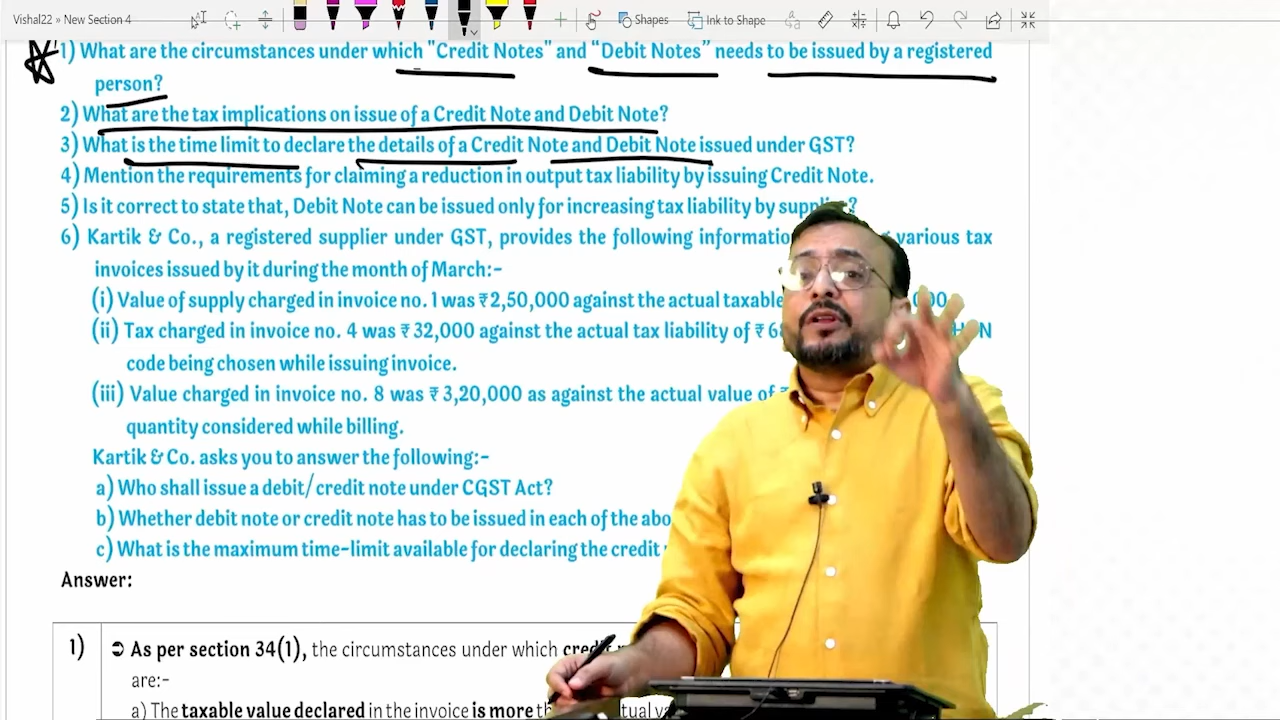 Vishal22 » New Section 4
Shapes
Ink to Shape
1) What are the circumstances under which "Credit Notes" and “Debit Notes” needs to be issued by a registered
person?
2) What are the tax implications on issue of a Credit Note and Debit Note?
3) What is the time limit to declare the details of a Credit Note and Debit Note issued under GST?
4) Mention the requirements for claiming a reduction in output tax liability by issuing Credit Note.
5) Is it correct to state that, Debit Note can be issued only for increasing tax liability by supplier?
6) Kartik & Co., a registered supplier under GST, provides the following various tax
invoices issued by it during the month of March:-
(i) Value of supply charged in invoice no. 1 was ₹2,50,000 against the actual taxable
(ii) Tax charged in invoice no. 4 was ₹ 32,000 against the actual tax liability of ₹
code being chosen while issuing invoice.
(iii) Value charged in invoice no. 8 was ₹ 3,20,000 as against the actual value of
quantity considered while billing.
Kartik & Co. asks you to answer the following:-
a) Who shall issue a debit/credit note under CGST Act?
b) Whether debit note or credit note has to be issued in each of the
c) What is the maximum time-limit available for declaring the credit
Answer:
1) ➲ As per section 34(1), the circumstances under which
are:-
a) The taxable value declared in the invoice is more